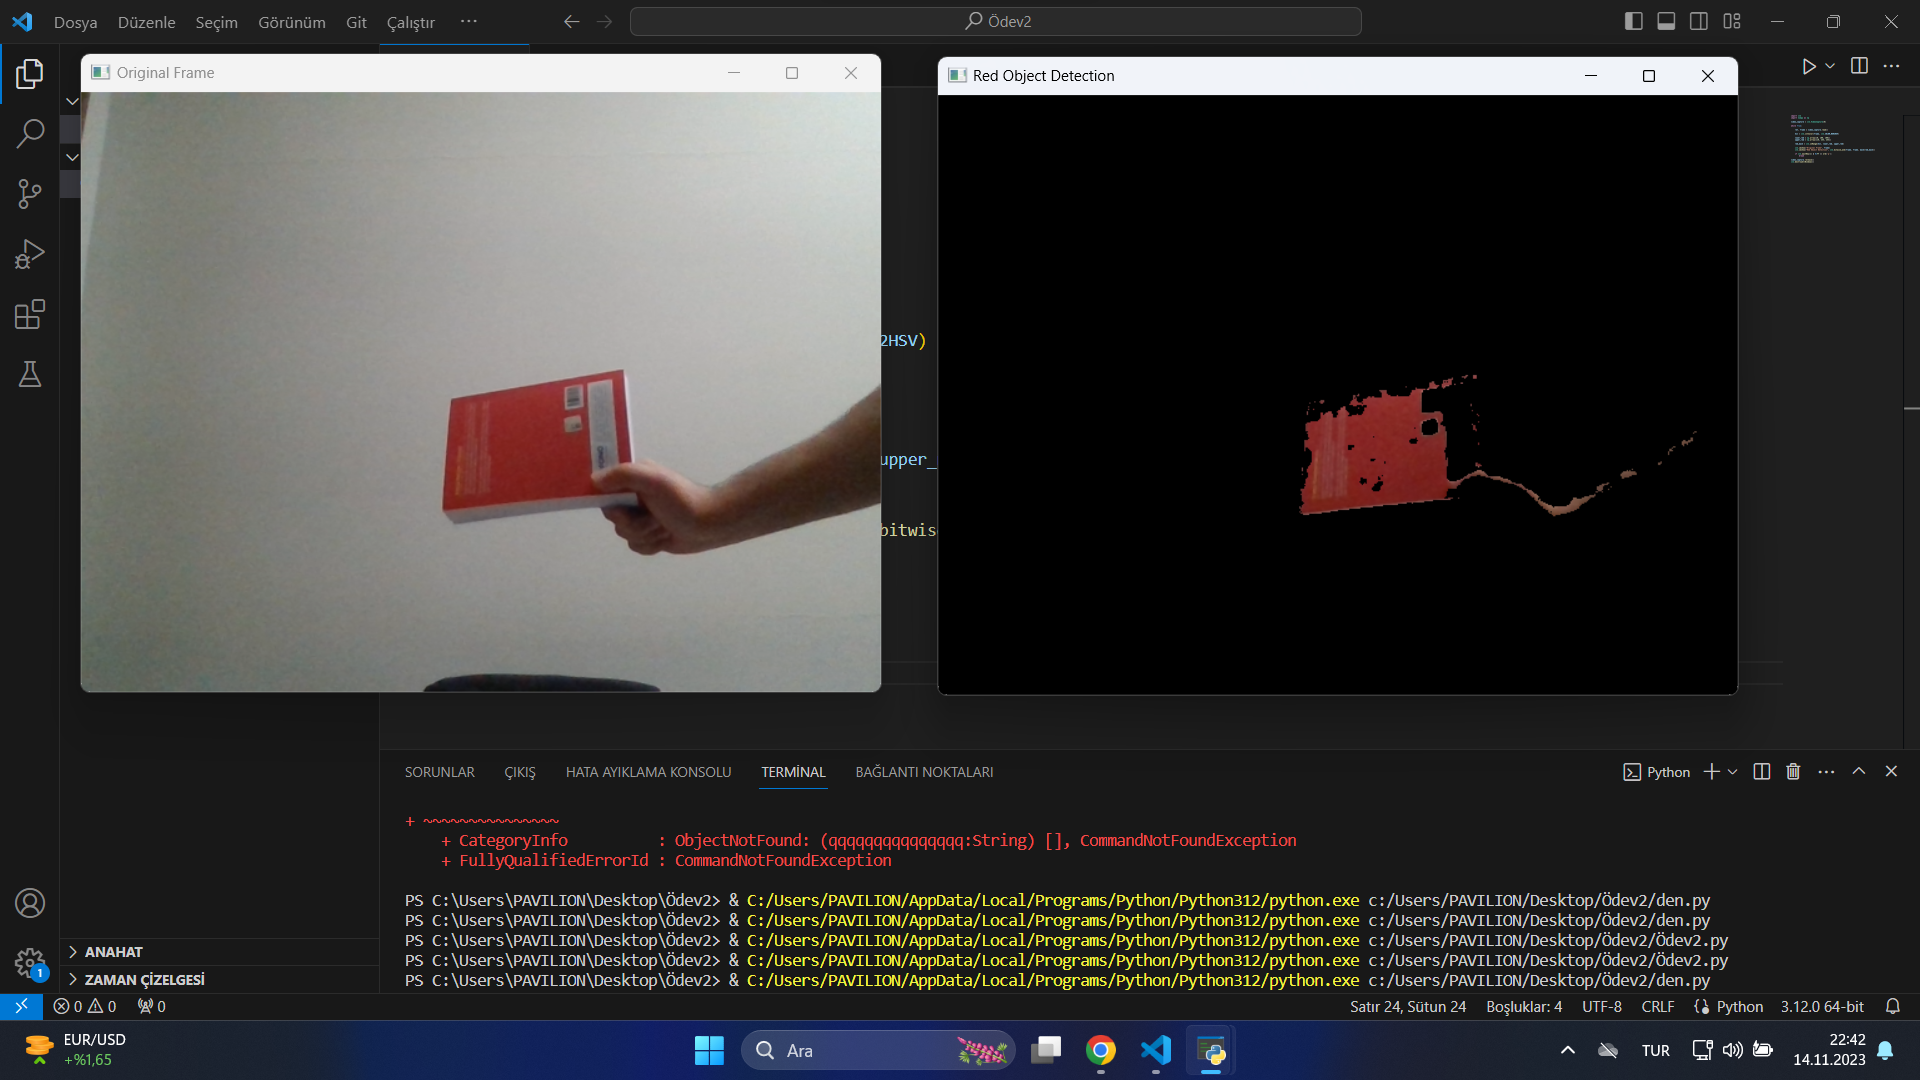 Dosya Düzenle Seçim Görünüm Git Çalıştır ··· Ödev2
Original Frame
Red Object Detection
2HSV)
upper_
bitwis
SORUNLAR ÇIKIŞ HATA AYIKLAMA KONSOLU TERMİNAL BAĞLANTI NOKTALARI Python
+ ~~~~~~~~~~~~~~~
+ CategoryInfo : ObjectNotFound: (qqqqqqqqqqqqqqq:String) [], CommandNotFoundException
+ FullyQualifiedErrorId : CommandNotFoundException
PS C:\Users\PAVILION\Desktop\Ödev2> & C:/Users/PAVILION/AppData/Local/Programs/Python/Python312/python.exe c:/Users/PAVILION/Desktop/Ödev2/den.py
PS C:\Users\PAVILION\Desktop\Ödev2> & C:/Users/PAVILION/AppData/Local/Programs/Python/Python312/python.exe c:/Users/PAVILION/Desktop/Ödev2/den.py
PS C:\Users\PAVILION\Desktop\Ödev2> & C:/Users/PAVILION/AppData/Local/Programs/Python/Python312/python.exe c:/Users/PAVILION/Desktop/Ödev2/Ödev2.py
PS C:\Users\PAVILION\Desktop\Ödev2> & C:/Users/PAVILION/AppData/Local/Programs/Python/Python312/python.exe c:/Users/PAVILION/Desktop/Ödev2/Ödev2.py
PS C:\Users\PAVILION\Desktop\Ödev2> & C:/Users/PAVILION/AppData/Local/Programs/Python/Python312/python.exe c:/Users/PAVILION/Desktop/Ödev2/den.py
ANAHAT
1
ZAMAN ÇİZELGESİ
0 0 0 Satır 24, Sütun 24 Boşluklar: 4 UTF-8 CRLF Python 3.12.0 64-bit
EUR/USD
+%1,65
Ara
TUR
22:42
14.11.2023